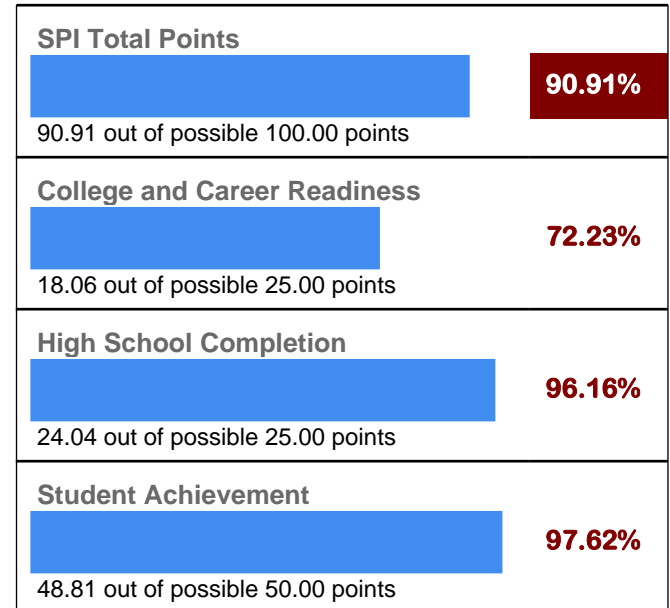 SPI Total Points
90.91%
90.91 out of possible 100.00 points
College and Career Readiness
72.23%
18.06 out of possible 25.00 points
High School Completion
96.16%
24.04 out of possible 25.00 points
Student Achievement
97.62%
48.81 out of possible 50.00 points